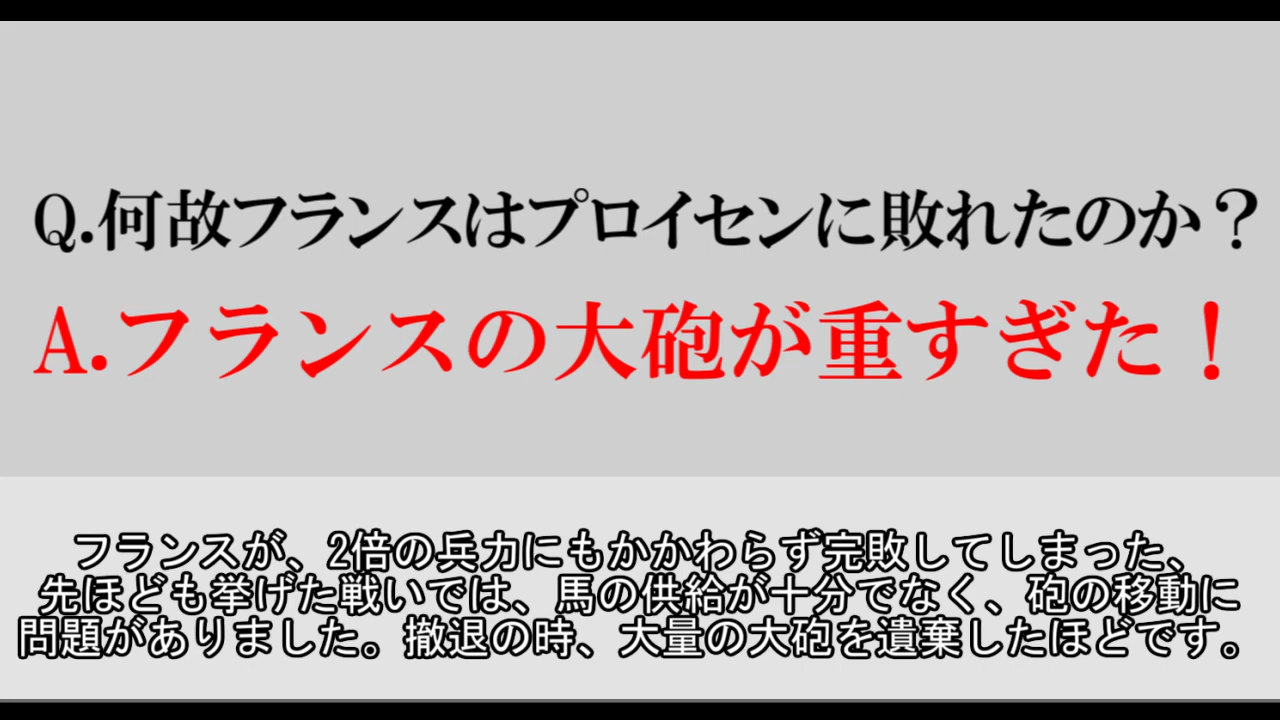 Q.何故フランスはプロイセンに敗れたのか？
A.フランスの大砲が重すぎた！
フランスが、2倍の兵力にもかかわらず完敗してしまった、
先ほども挙げた戦いでは、馬の供給が十分でなく、砲の移動に
問題がありました。撤退の時、大量の大砲を遺棄したほどです。